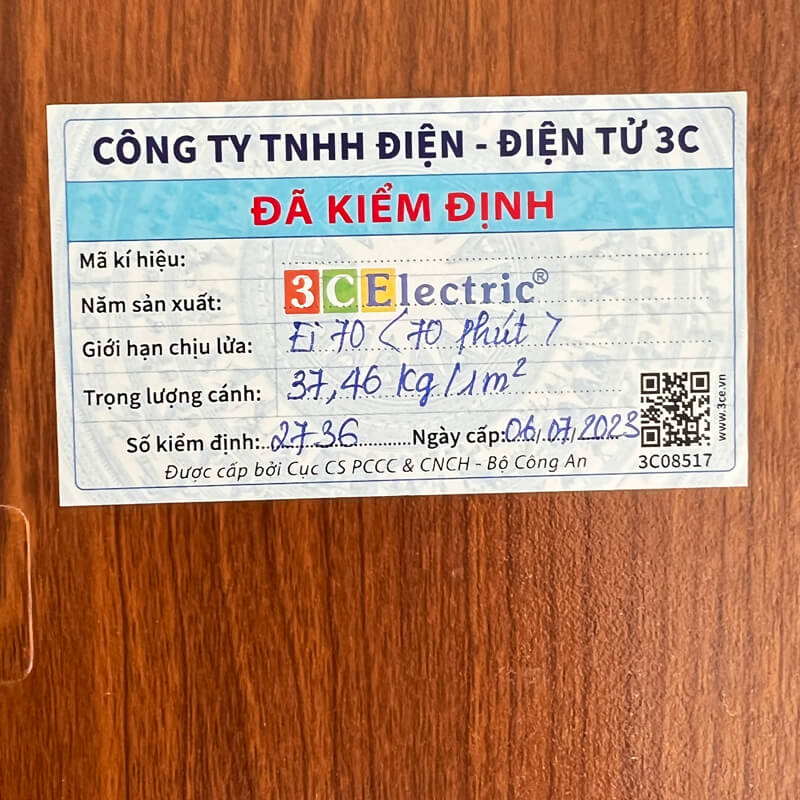 CÔNG TY TNHH ĐIỆN - ĐIỆN TỬ 3C
ĐÃ KIỂM ĐỊNH
Mã kí hiệu:
3CElectric®
Năm sản xuất:
Giới hạn chịu lửa: Ei 70 < 70 phút >
Trọng lượng cánh: 37,46 kg/1m²
Số kiểm định: 2736 Ngày cấp: 06/07/2023
Được cấp bởi Cục CS PCCC & CNCH - Bộ Công An
3C08517
www.3ce.vn